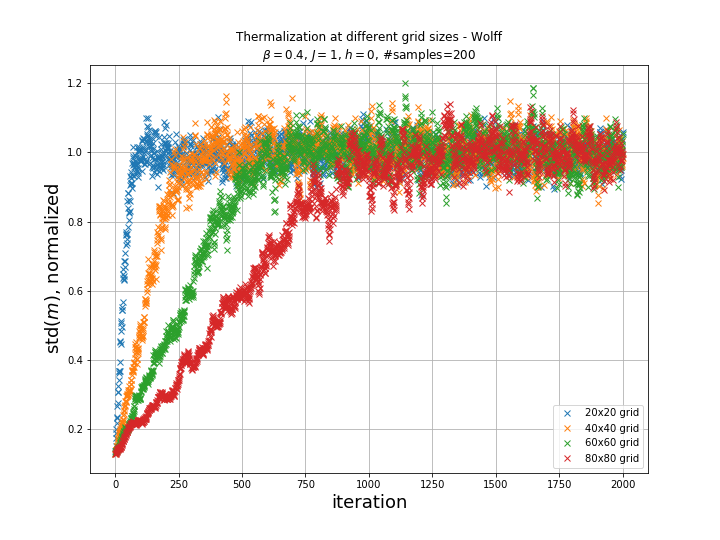 Thermalization at different grid sizes - Wolff
β = 0.4, J = 1, h = 0, #samples=200
std(m), normalized
1.2
1.0
0.8
0.6
0.4
0.2
0 250 500 750 1000 1250 1500 1750 2000
iteration
20x20 grid
40x40 grid
60x60 grid
80x80 grid